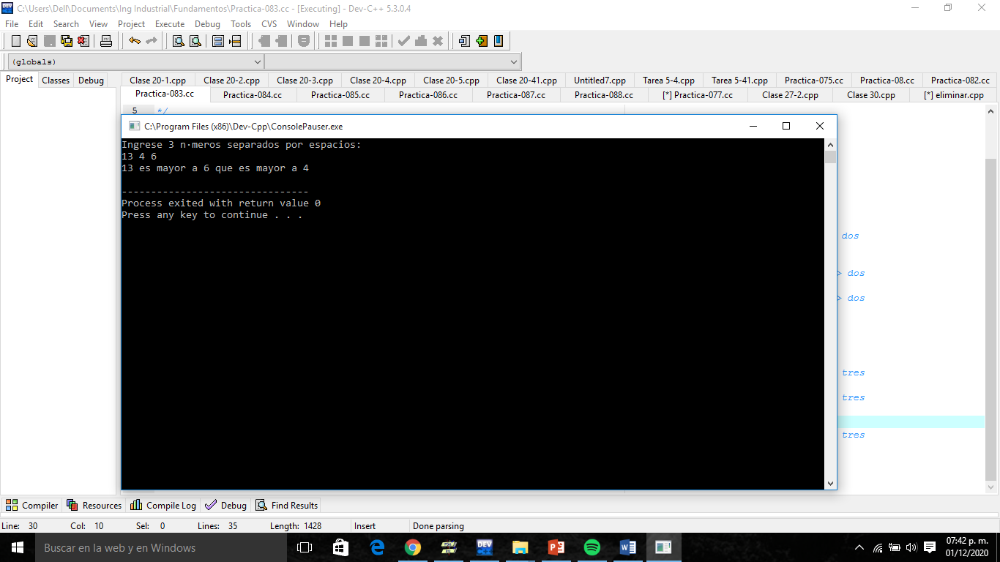 C:\Users\Dell\Documents\Ing Industrial\Fundamentos\Practica-083.cc - [Executing] - Dev-C++ 5.3.0.4
File Edit Search View Project Execute Debug Tools CVS Window Help
(globals)
Project Classes Debug
Clase 20-1.cpp Clase 20-2.cpp Clase 20-3.cpp Clase 20-4.cpp Clase 20-5.cpp Clase 20-41.cpp Untitled7.cpp Tarea 5-4.cpp Tarea 5-41.cpp Practica-075.cc Practica-08.cc Practica-082.cc
Practica-083.cc Practica-084.cc Practica-085.cc Practica-086.cc Practica-087.cc Practica-088.cc [*] Practica-077.cc Clase 27-2.cpp Clase 30.cpp [*] eliminar.cpp
5 */
C:\Program Files (x86)\Dev-Cpp\ConsolePauser.exe
Ingrese 3 n·meros separados por espacios:
13 4 6
13 es mayor a 6 que es mayor a 4
--------------------------------
Process exited with return value 0
Press any key to continue . . .
dos
> dos
> dos
tres
tres
tres
Compiler Resources Compile Log Debug Find Results
Line: 30 Col: 10 Sel: 0 Lines: 35 Length: 1428 Insert Done parsing
Buscar en la web y en Windows
DEV
07:42 p. m.
01/12/2020